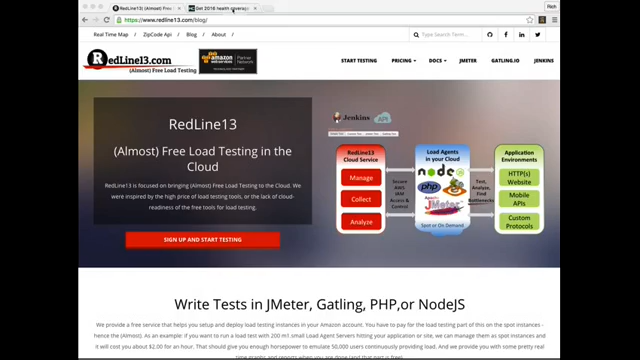 RedLine13 (Almost) Fre
Get 2016 health coverage
Rich
https://www.redline13.com/blog/
Real Time Map
ZipCode Api
Blog
About
Search Type Here...
RedLine13.com
(Almost) Free Load Testing
amazon
web services
Partner
Network
START TESTING
PRICING
DOCS
JMETER
GATLING.IO
JENKINS
RedLine13
(Almost) Free Load Testing in the
Cloud
RedLine13 is focused on bringing (Almost) Free Load Testing to the Cloud. We
were inspired by the high price of load testing tools, or the lack of cloud-
readiness of the free tools for load testing.
SIGN UP AND START TESTING
Jenkins
API
RedLine13
Cloud Service
Manage
Collect
Analyze
Secure
AWS
IAM
Access &
Control
Load Agents
in your Cloud
node
php
Apache
JMeter
Spot or On Demand
Test,
Analyze,
Find
Bottlenecks
Application
Environments
HTTP(s)
Website
Mobile
APIs
Custom
Protocols
Write Tests in JMeter, Gatling, PHP,or NodeJS
We provide a free service that helps you setup and deploy load testing instances in your Amazon account. You have to pay for the load testing part of this on the spot instances -
hence the (Almost). As an example: if you want to run a load test with 200 m1.small Load Agent Servers hitting your application, we can manage them as spot instances and
it will cost you about $2.00 for an hour. That should give you enough horsepower to emulate 50,000 users continuously providing load. And we provide some pretty real